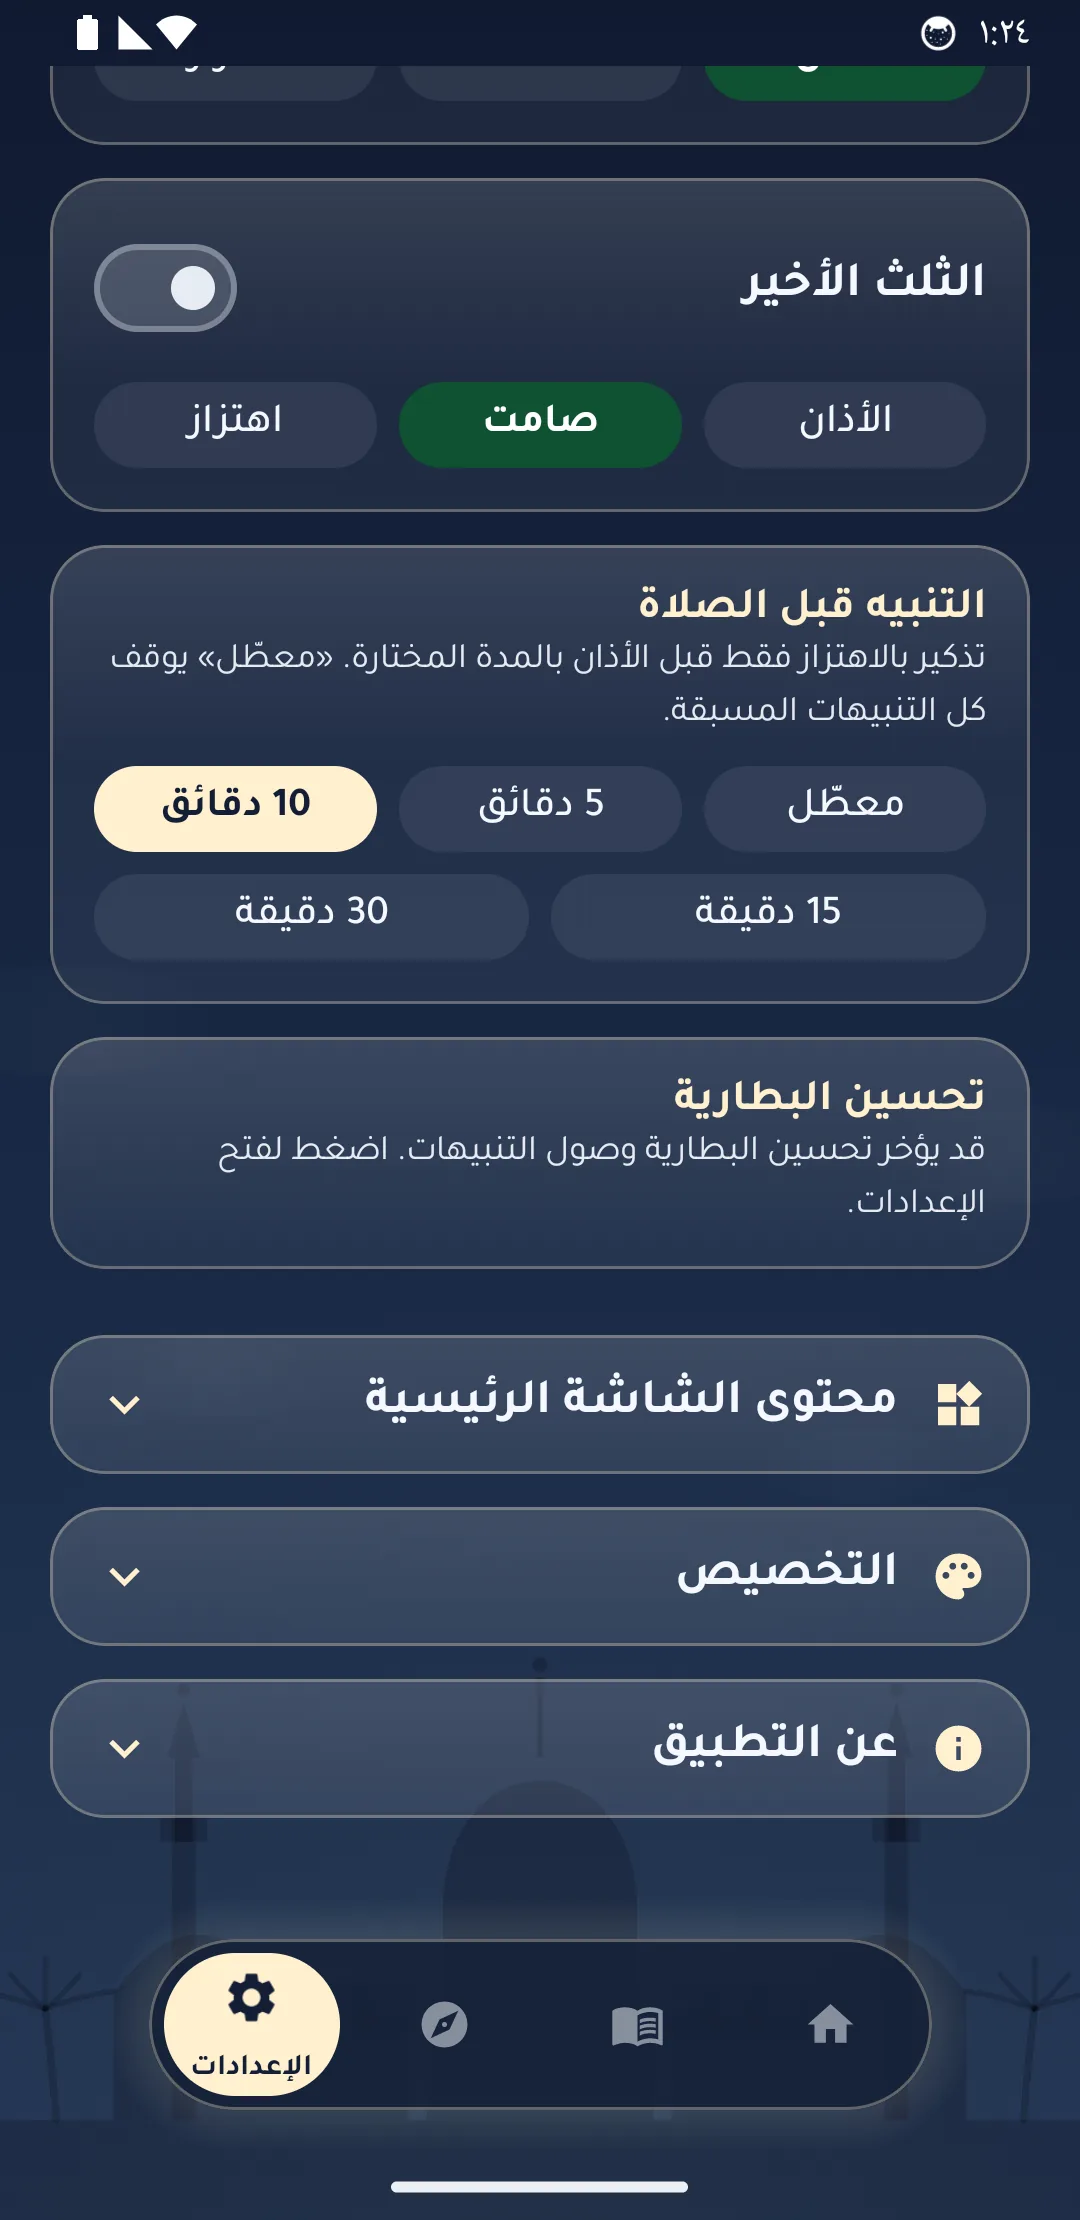 ١:٢٤
الثلث الأخير
الأذان
صامت
اهتزاز
التنبيه قبل الصلاة
تذكير بالاهتزاز فقط قبل الأذان بالمدة المختارة. «معطّل» يوقف
كل التنبيهات المسبقة.
معطّل
5 دقائق
10 دقائق
15 دقيقة
30 دقيقة
تحسين البطارية
قد يؤخر تحسين البطارية وصول التنبيهات. اضغط لفتح
الإعدادات.
محتوى الشاشة الرئيسية
التخصيص
عن التطبيق
الإعدادات